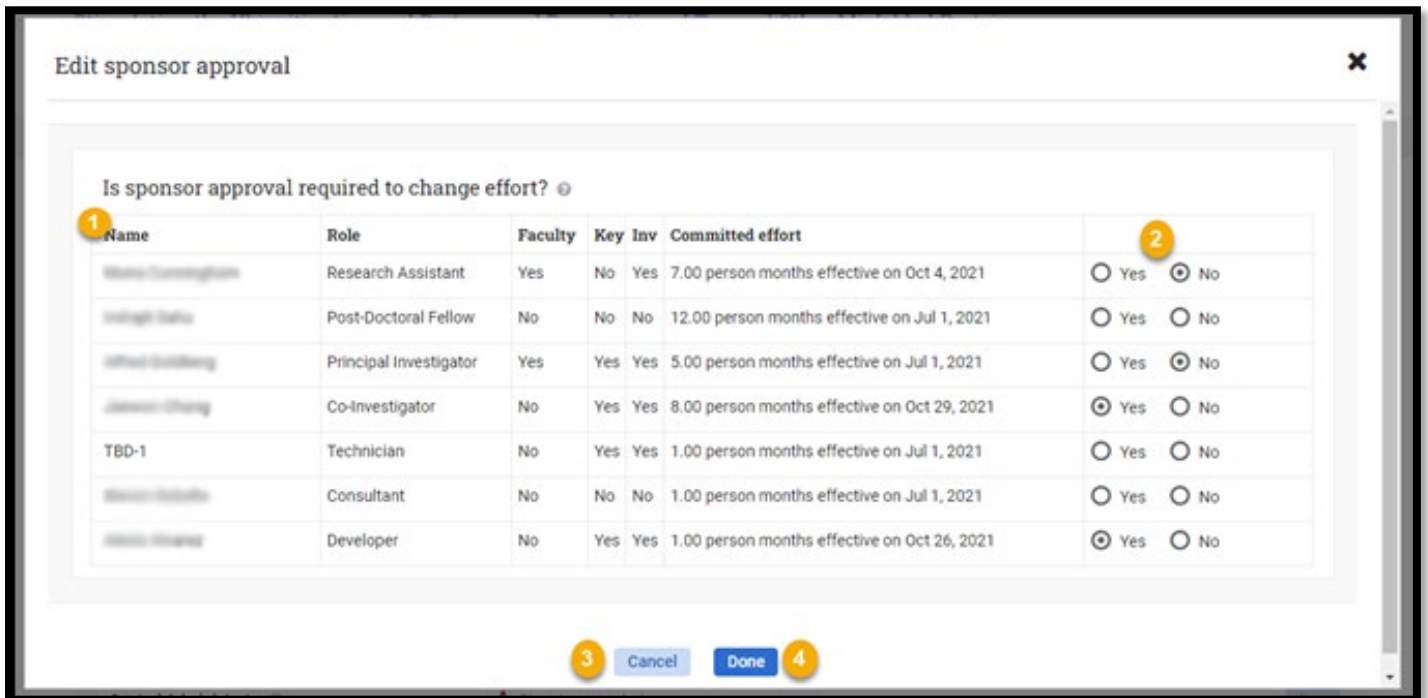 Edit sponsor approval
Is sponsor approval required to change effort?
1 Name Role Faculty Key Inv Committed effort 2
Research Assistant Yes No Yes 7.00 person months effective on Oct 4, 2021 Yes No
Post-Doctoral Fellow No No No 12.00 person months effective on Jul 1, 2021 Yes No
Principal Investigator Yes Yes Yes 5.00 person months effective on Jul 1, 2021 Yes No
Co-Investigator No Yes Yes 8.00 person months effective on Oct 29, 2021 Yes No
TBD-1 Technician No Yes Yes 1.00 person months effective on Jul 1, 2021 Yes No
Consultant No No No 1.00 person months effective on Jul 1, 2021 Yes No
Developer No Yes Yes 1.00 person months effective on Oct 26, 2021 Yes No
3 Cancel Done 4